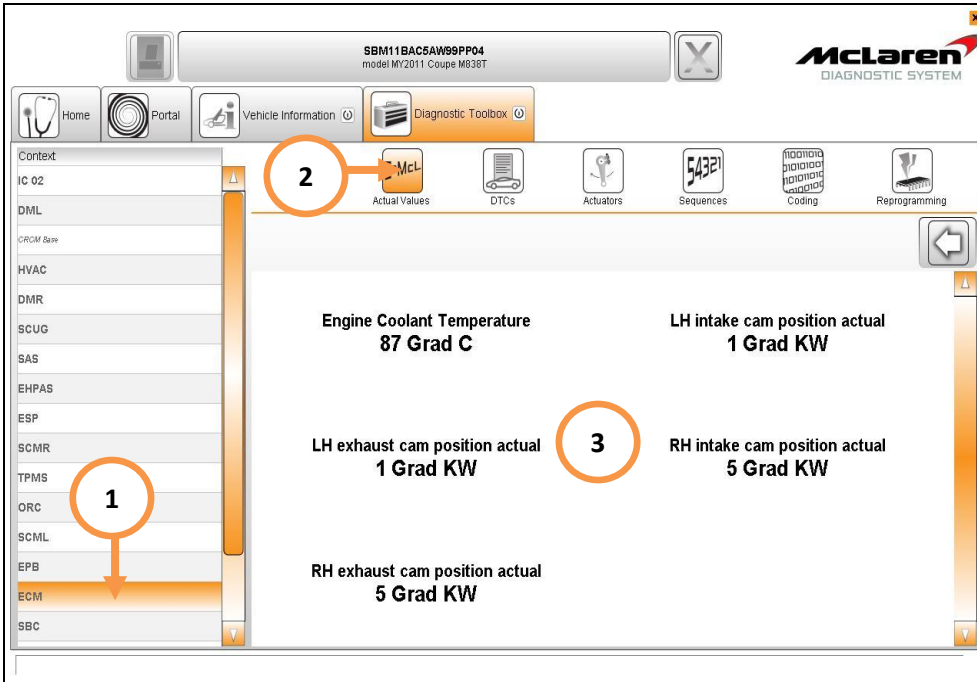 SBM11BAC5AW99PP04
model MY2011 Coupe M838T
X
McLaren
DIAGNOSTIC SYSTEM
Home
Portal
Vehicle Information
Diagnostic Toolbox
Context
IC 02
DML
CRCM Base
HVAC
DMR
SCUG
SAS
EHPAS
ESP
SCMR
TPMS
ORC
SCML
EPB
ECM
SBC
1
2
McL
54321
Actual Values
DTCs
Actuators
Sequences
Coding
Reprogramming
Engine Coolant Temperature
87 Grad C
LH intake cam position actual
1 Grad KW
LH exhaust cam position actual
1 Grad KW
3
RH intake cam position actual
5 Grad KW
RH exhaust cam position actual
5 Grad KW